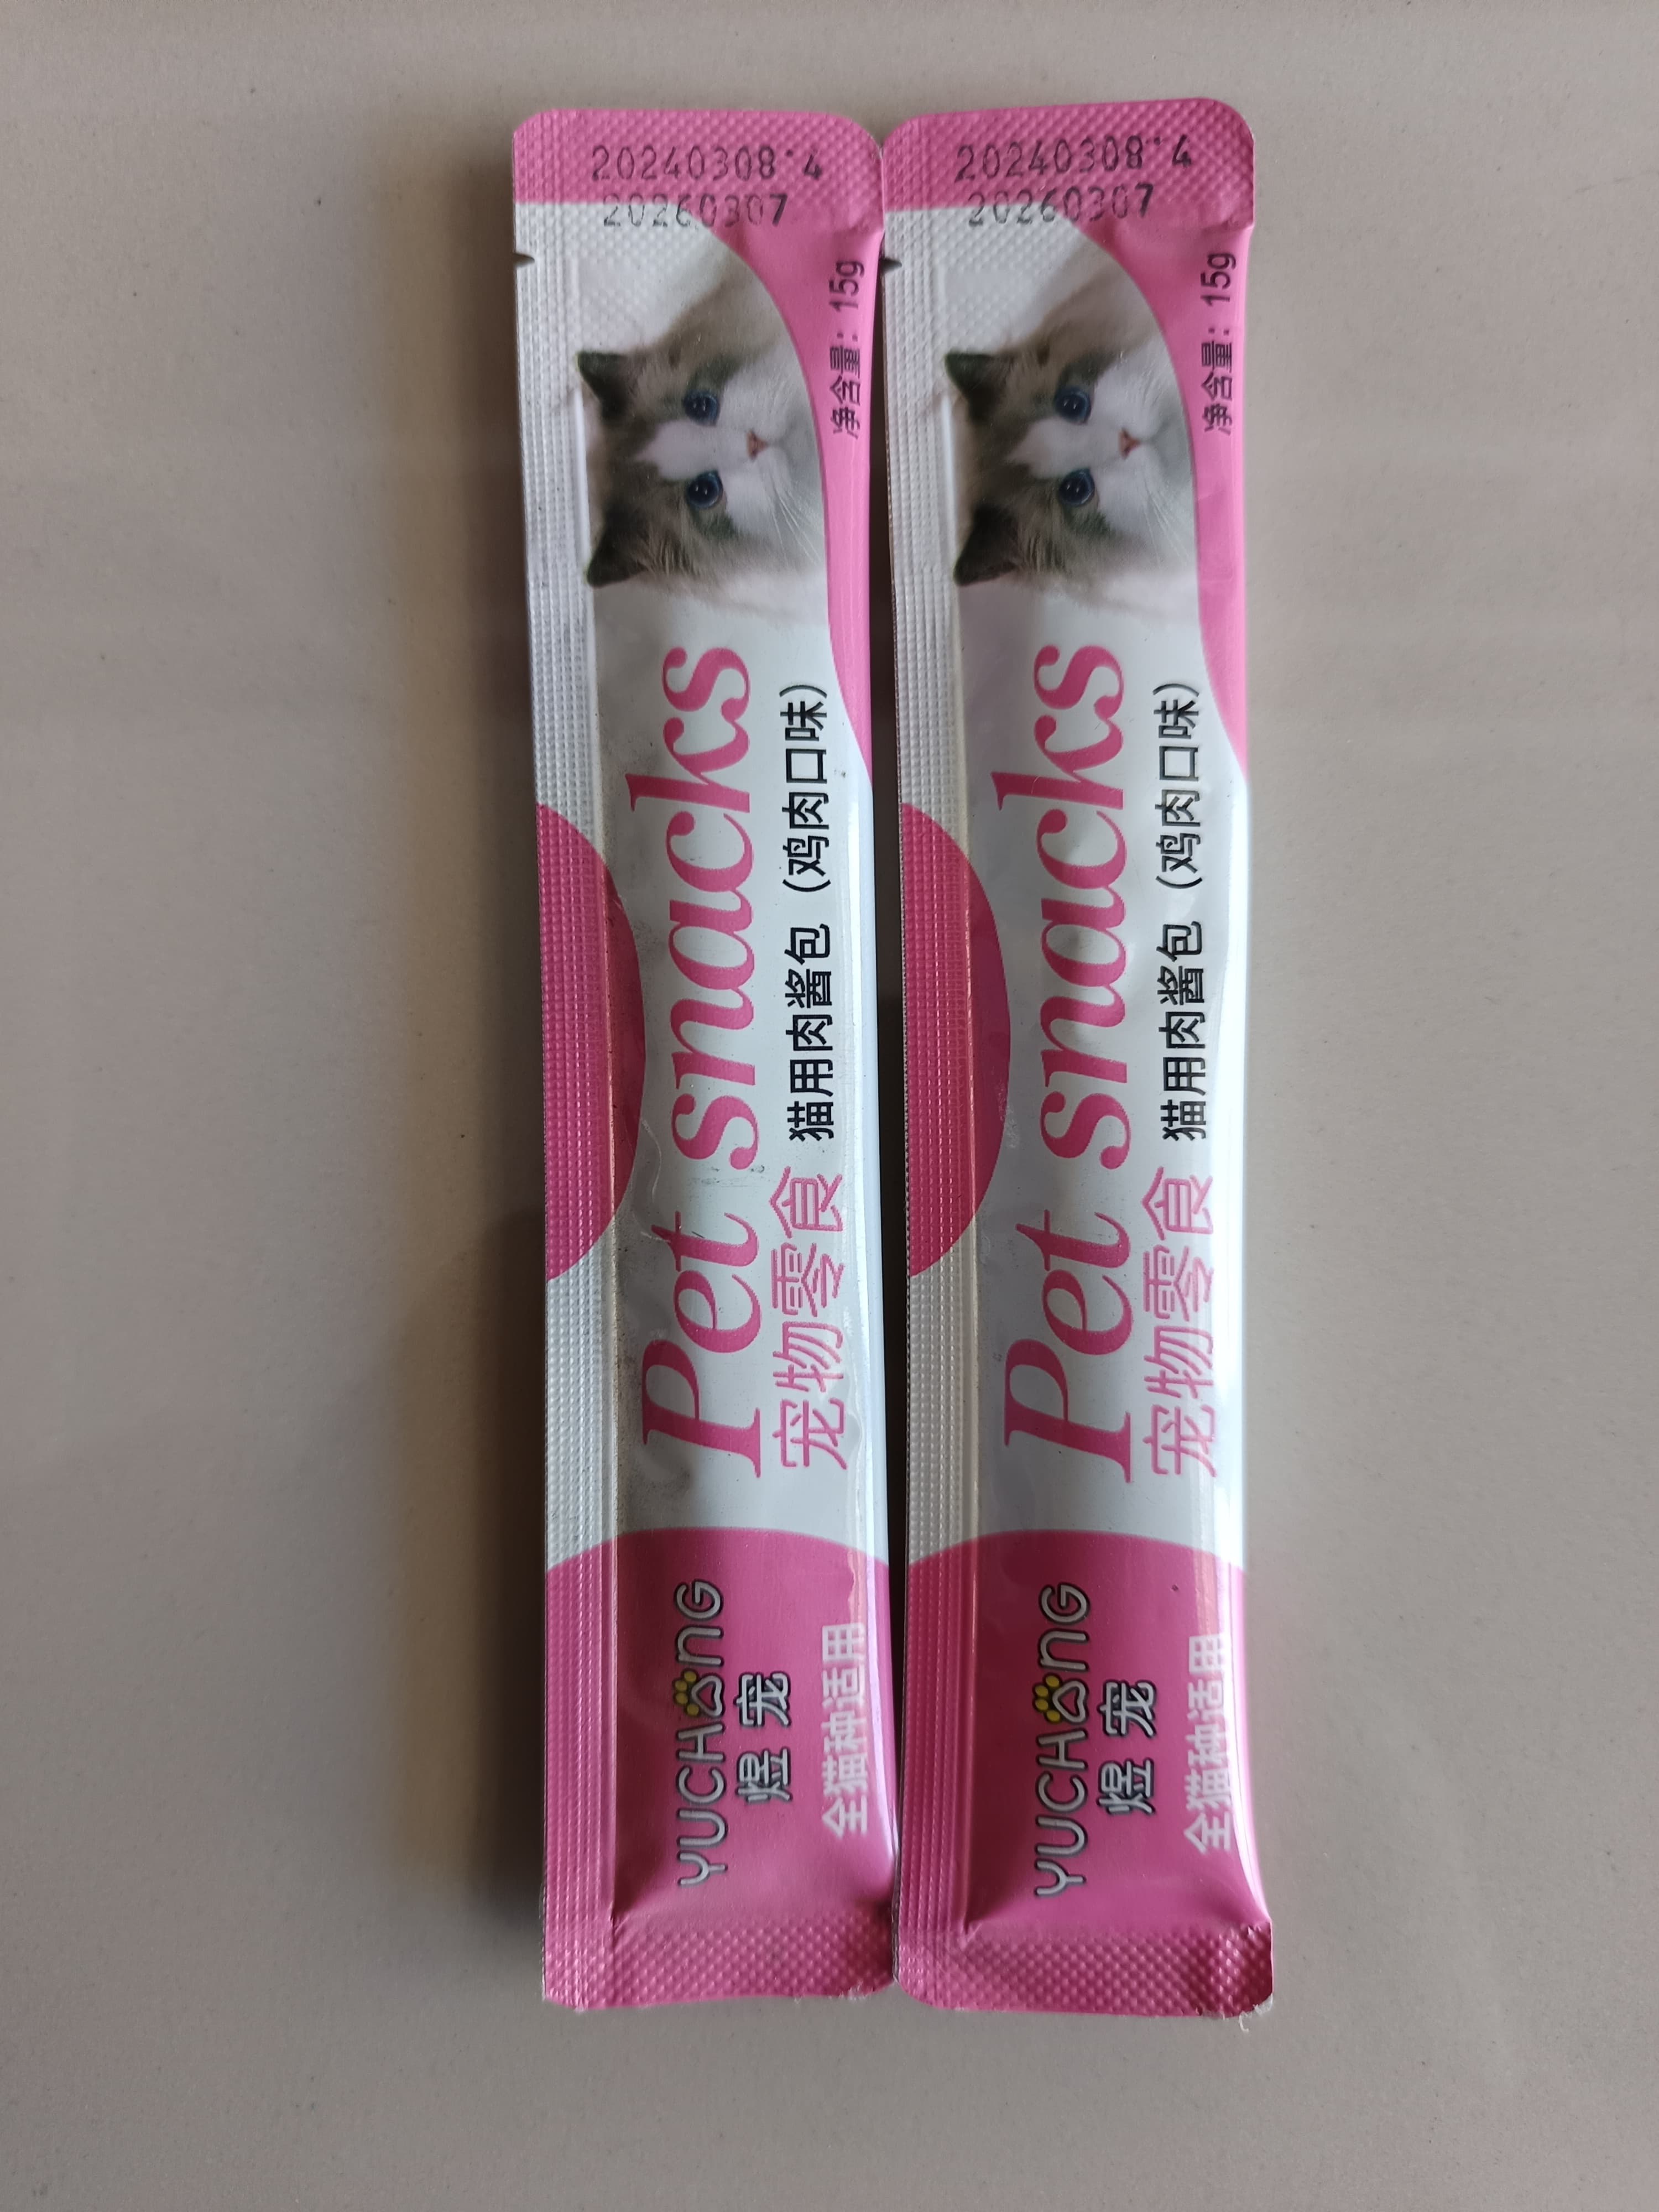 20240308 4
20260307
净含量：15g
Pet snacks
宠物零食 猫用肉酱包（鸡肉口味）
YUCHONG
煜宠
全猫种适用
20240308 4
20260307
净含量：15g
Pet snacks
宠物零食 猫用肉酱包（鸡肉口味）
YUCHONG
煜宠
全猫种适用